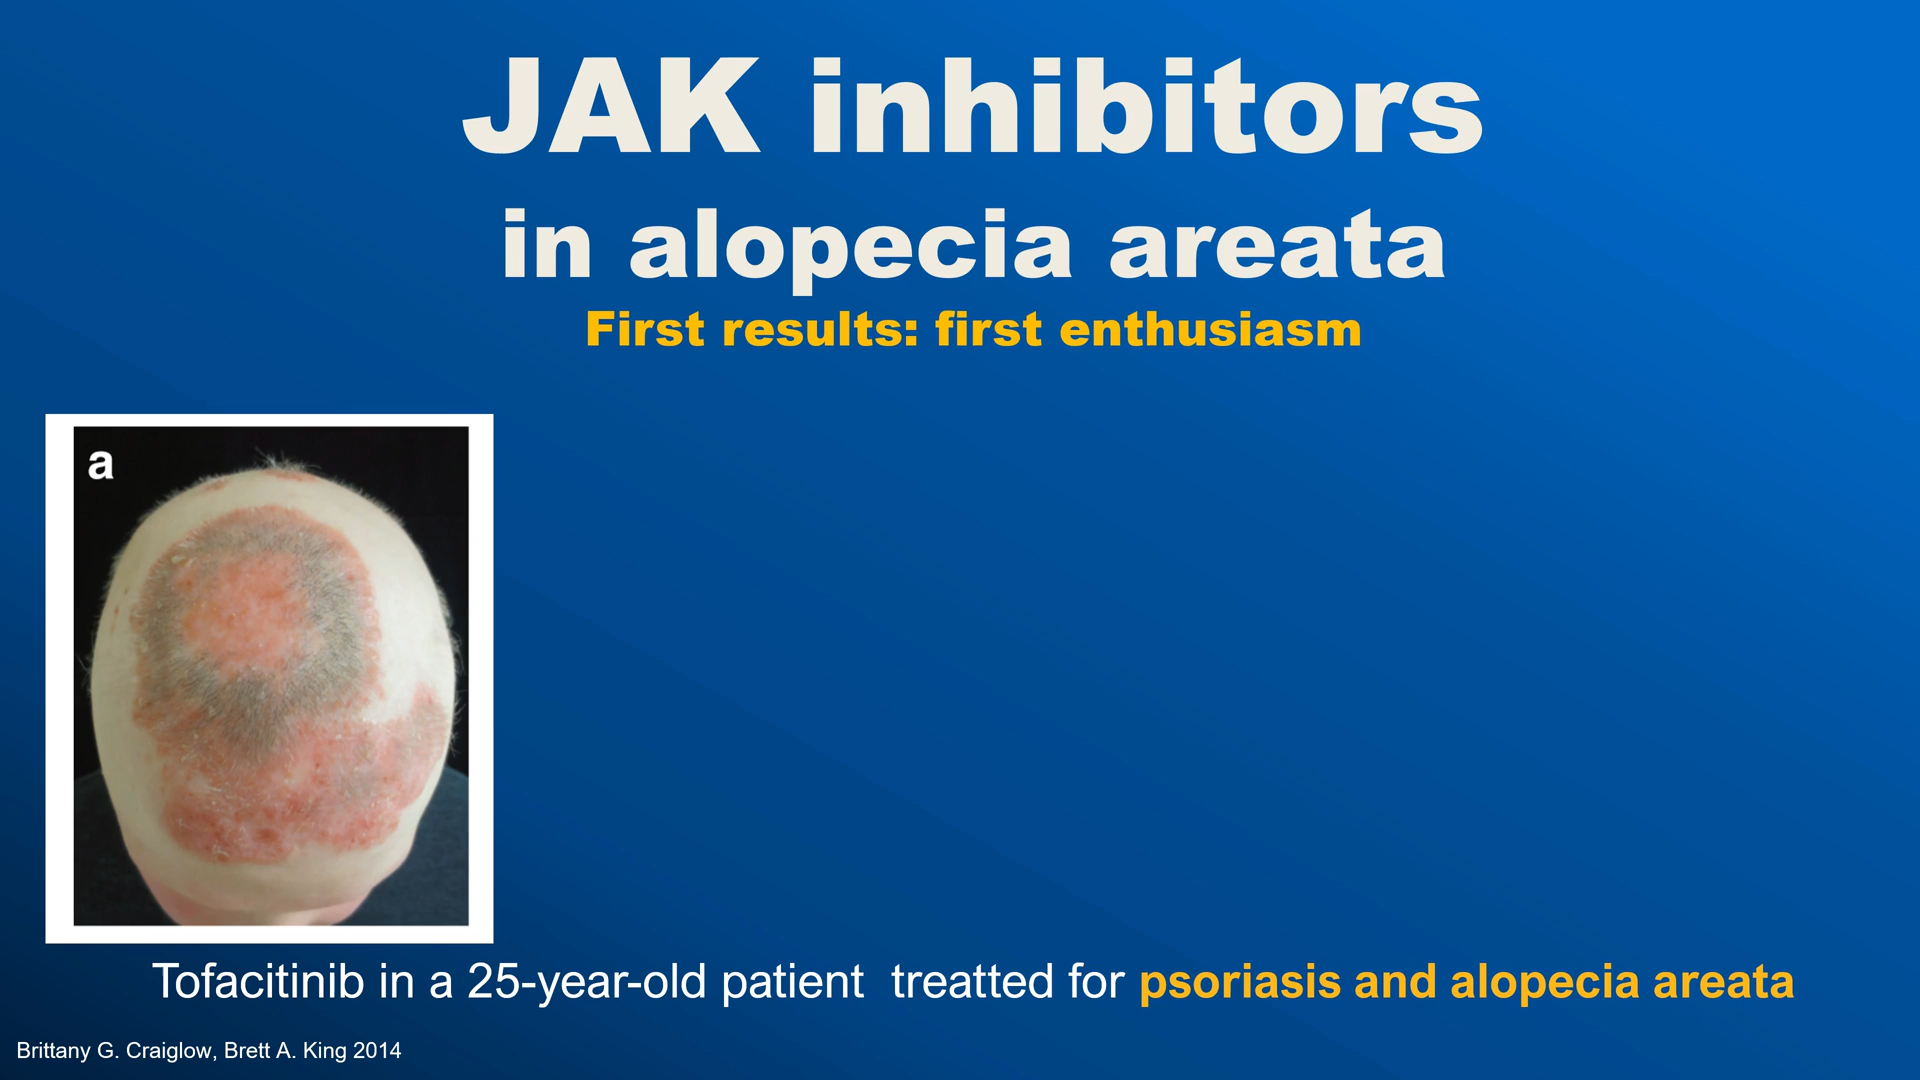 JAK inhibitors
in alopecia areata
First results: first enthusiasm
a
Tofacitinib in a 25-year-old patient  treatted for psoriasis and alopecia areata
Brittany G. Craiglow, Brett A. King 2014